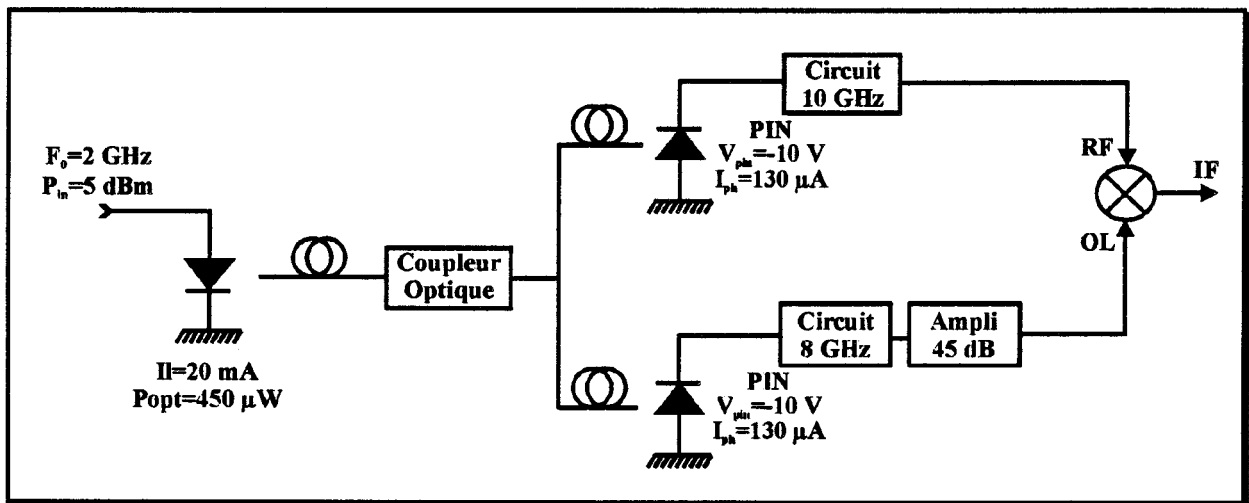 F₀=2 GHz
Pᵢₙ=5 dBm
Il=20 mA
Popt=450 µW
Coupleur
Optique
PIN
Vₚᵢₙ=-10 V
Iₚₕ=130 µA
Circuit
10 GHz
PIN
Vₚᵢₙ=-10 V
Iₚₕ=130 µA
Circuit
8 GHz
Ampli
45 dB
RF
IF
OL